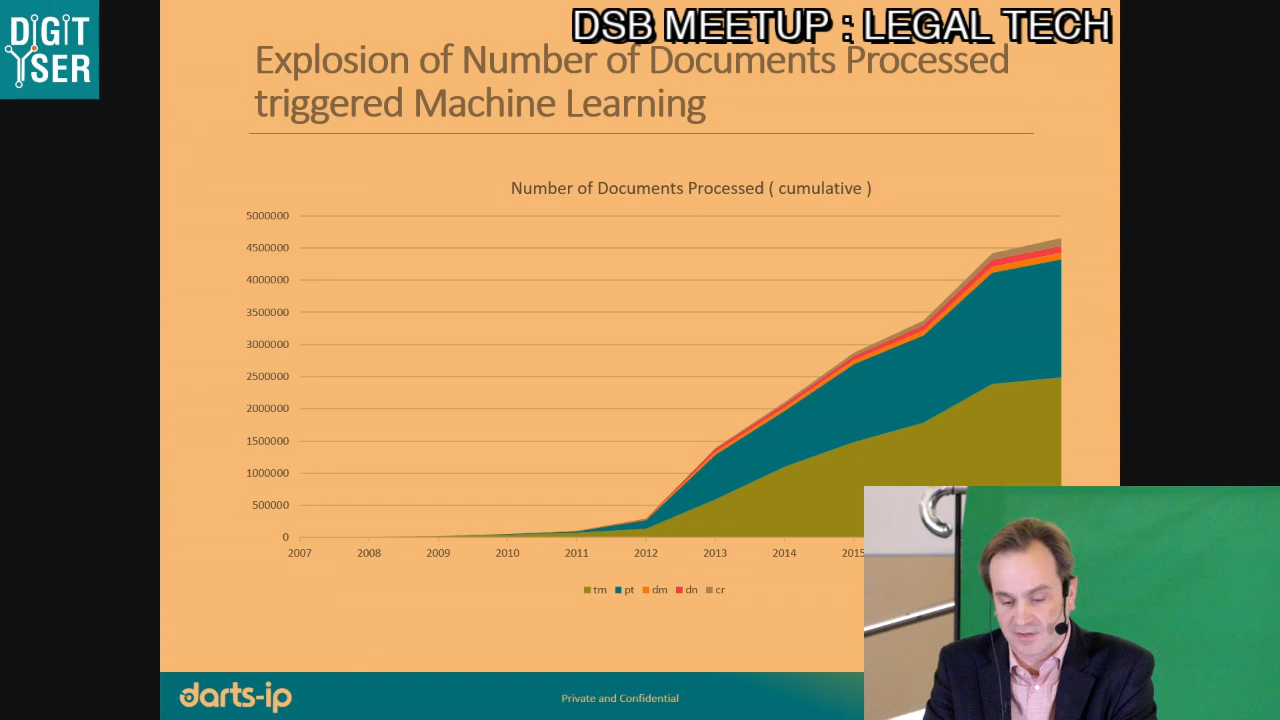 DIGIT
YSER
DSB MEETUP : LEGAL TECH
Explosion of Number of Documents Processed
triggered Machine Learning
Number of Documents Processed ( cumulative )
5000000
4500000
4000000
3500000
3000000
2500000
2000000
1500000
1000000
500000
0
2007 2008 2009 2010 2011 2012 2013 2014 2015
tm pt dm dn cr
darts-ip
Private and Confidential